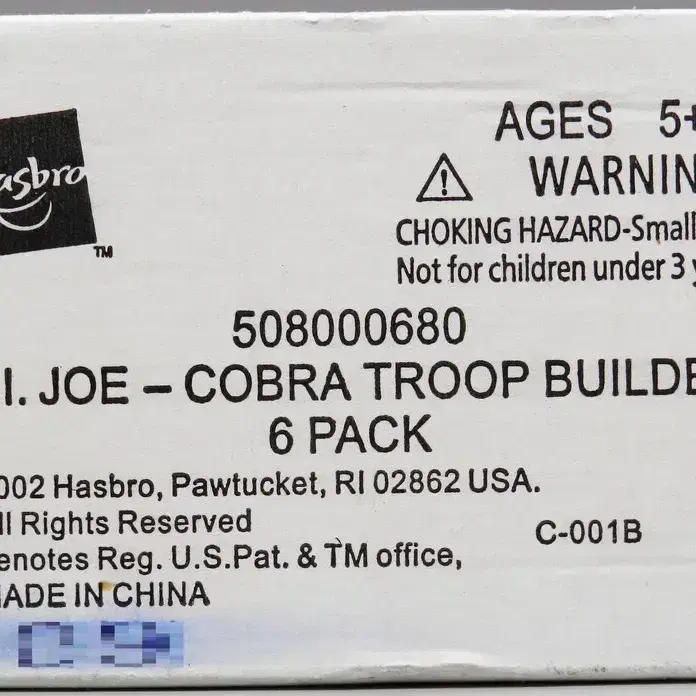 asbro
TM
AGES 5+
WARNIN
CHOKING HAZARD-Small
Not for children under 3 y
508000680
I. JOE – COBRA TROOP BUILDE
6 PACK
002 Hasbro, Pawtucket, RI 02862 USA.
ll Rights Reserved
C-001B
enotes Reg. U.S.Pat. & TM office,
MADE IN CHINA